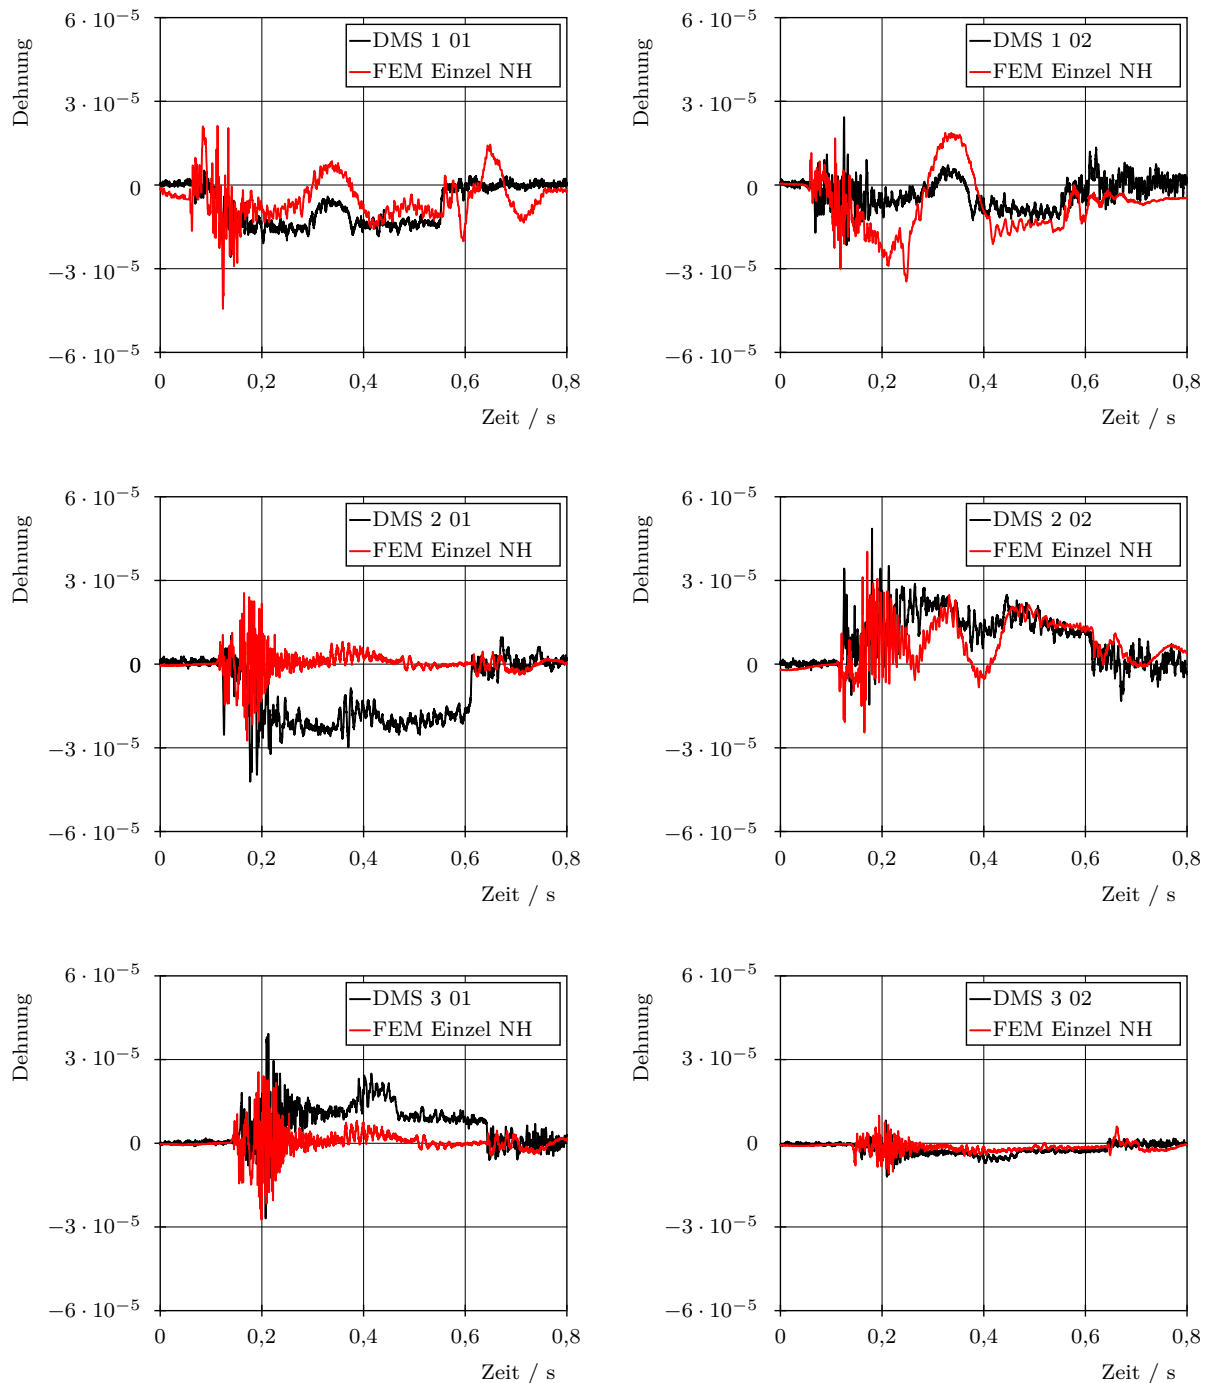 6 · 10⁻⁵
3 · 10⁻⁵
0
−3 · 10⁻⁵
−6 · 10⁻⁵
0 0,2 0,4 0,6 0,8
Dehnung
Zeit / s
DMS 1 01
FEM Einzel NH
6 · 10⁻⁵
3 · 10⁻⁵
0
−3 · 10⁻⁵
−6 · 10⁻⁵
0 0,2 0,4 0,6 0,8
Dehnung
Zeit / s
DMS 1 02
FEM Einzel NH
6 · 10⁻⁵
3 · 10⁻⁵
0
−3 · 10⁻⁵
−6 · 10⁻⁵
0 0,2 0,4 0,6 0,8
Dehnung
Zeit / s
DMS 2 01
FEM Einzel NH
6 · 10⁻⁵
3 · 10⁻⁵
0
−3 · 10⁻⁵
−6 · 10⁻⁵
0 0,2 0,4 0,6 0,8
Dehnung
Zeit / s
DMS 2 02
FEM Einzel NH
6 · 10⁻⁵
3 · 10⁻⁵
0
−3 · 10⁻⁵
−6 · 10⁻⁵
0 0,2 0,4 0,6 0,8
Dehnung
Zeit / s
DMS 3 01
FEM Einzel NH
6 · 10⁻⁵
3 · 10⁻⁵
0
−3 · 10⁻⁵
−6 · 10⁻⁵
0 0,2 0,4 0,6 0,8
Dehnung
Zeit / s
DMS 3 02
FEM Einzel NH